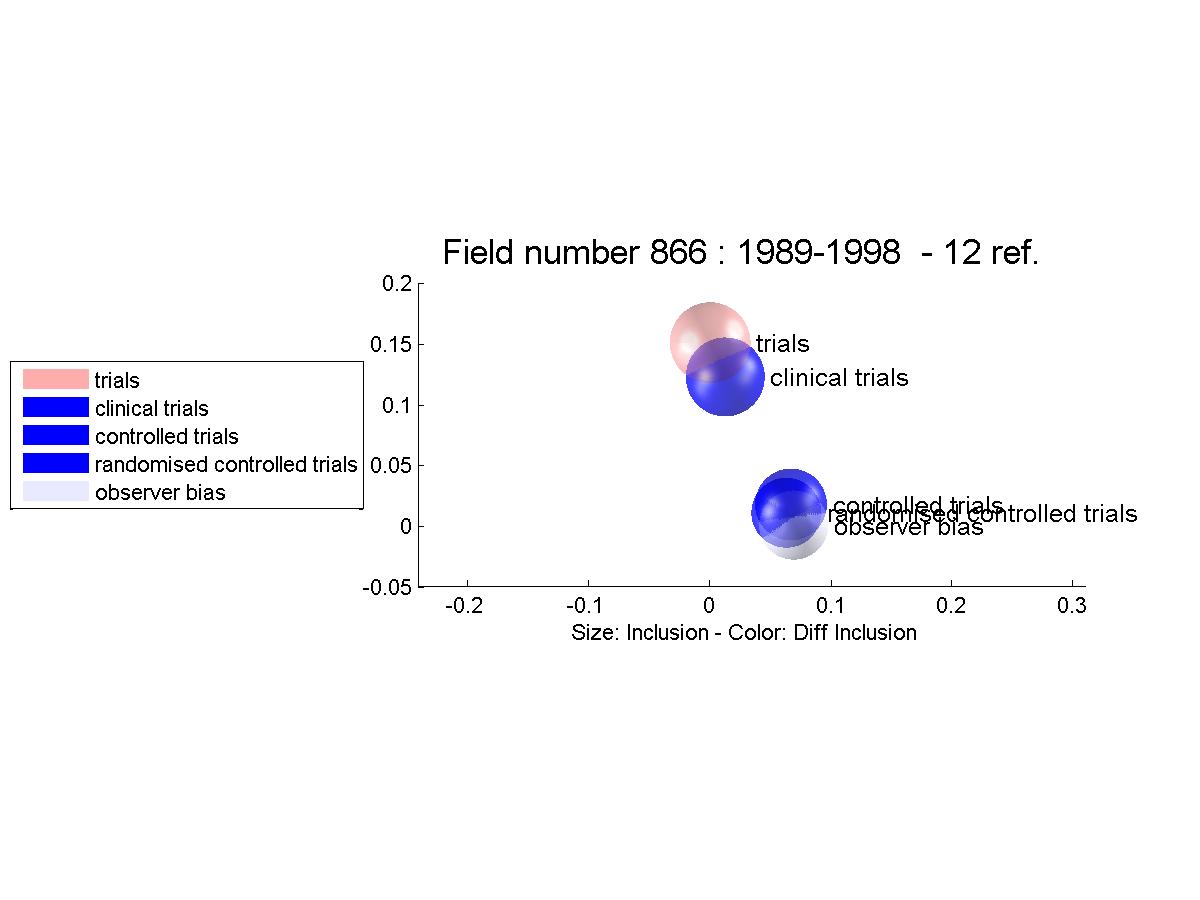 Field number 866 : 1989-1998 - 12 ref.
trials
clinical trials
controlled trials
randomised controlled trials
observer bias
0.2
0.15
0.1
0.05
0
-0.05
trials
clinical trials
controlled trials
randomised controlled trials
observer bias
-0.2 -0.1 0 0.1 0.2 0.3
Size: Inclusion - Color: Diff Inclusion